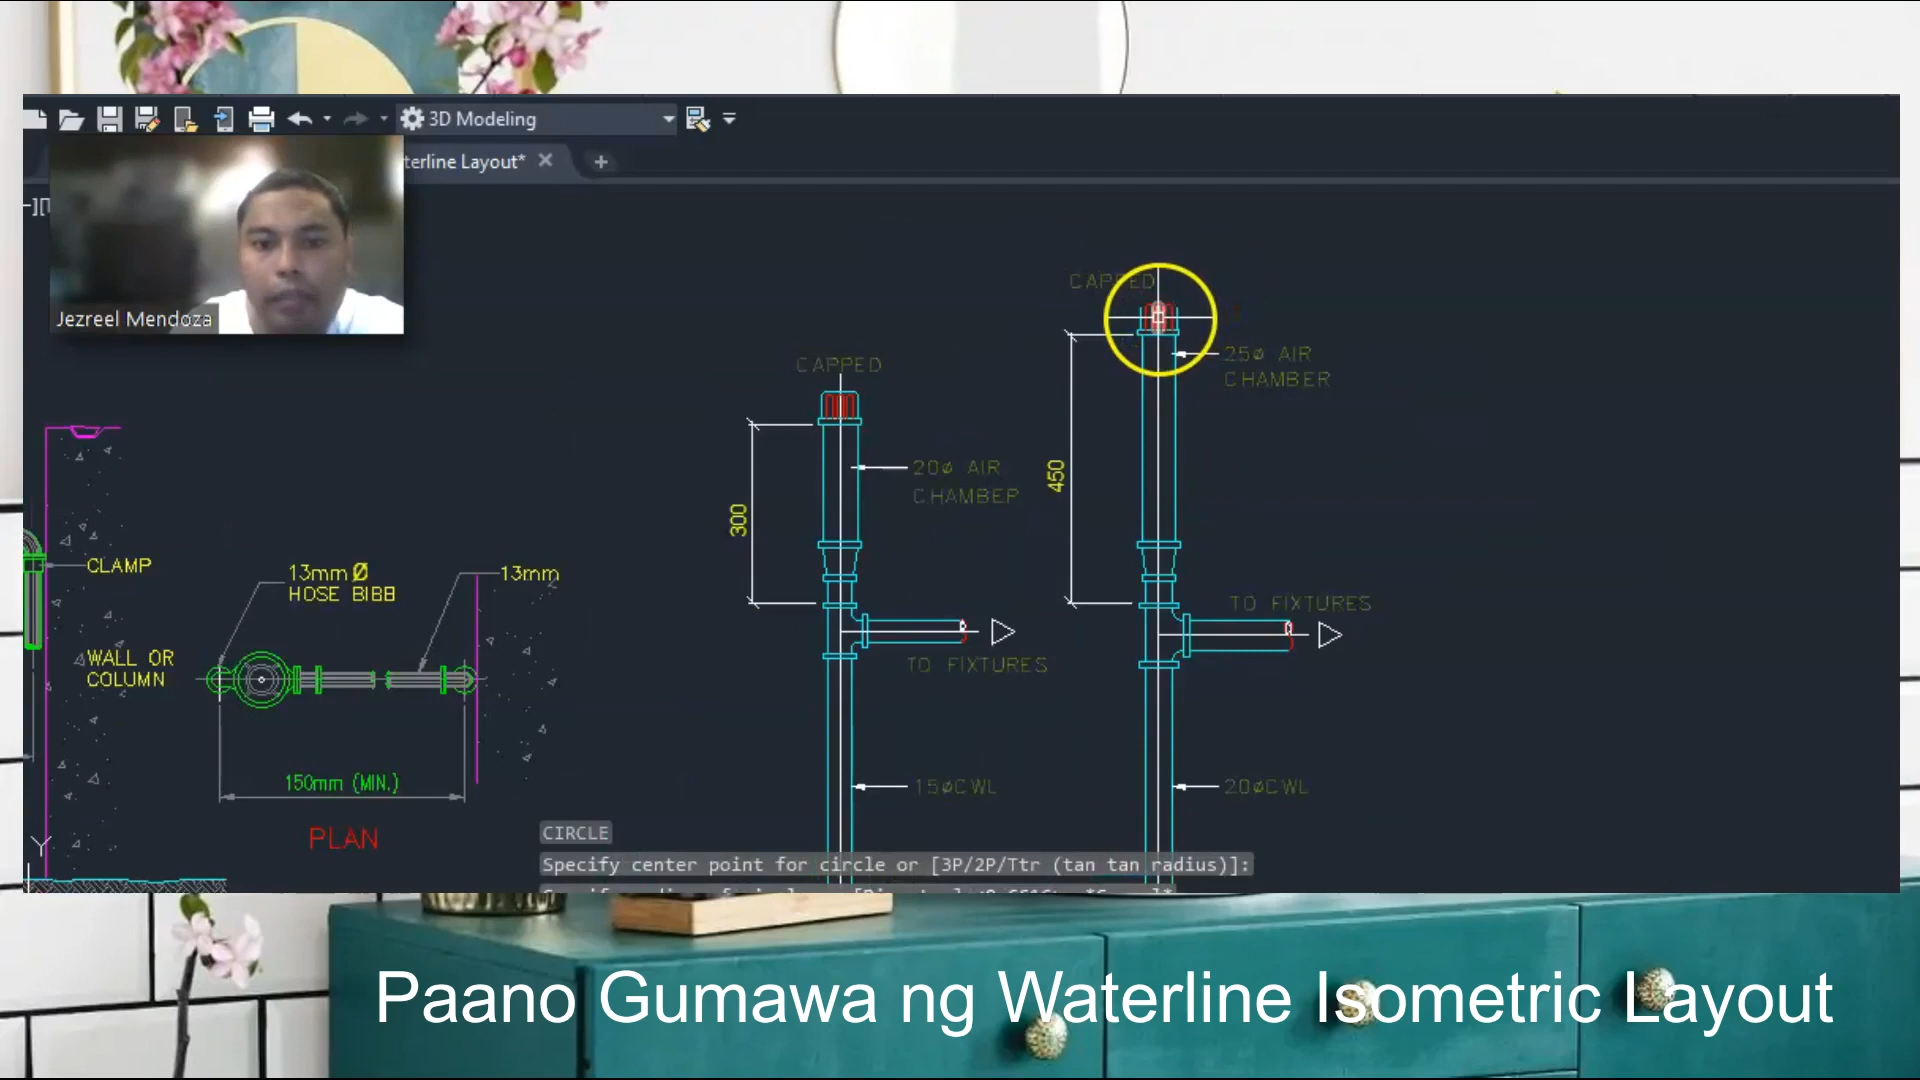 3D Modeling
terline Layout*
Jezreel Mendoza
CAPPED
25ø AIR
CHAMBER
CAPPED
20ø AIR
CHAMBER
450
300
CLAMP
13mm Ø
HOSE BIBB
13mm
TO FIXTURES
WALL OR
COLUMN
TO FIXTURES
150mm (MIN.)
15øCWL
20øCWL
PLAN
Y
CIRCLE
Specify center point for circle or [3P/2P/Ttr (tan tan radius)]:
Paano Gumawa ng Waterline Isometric Layout